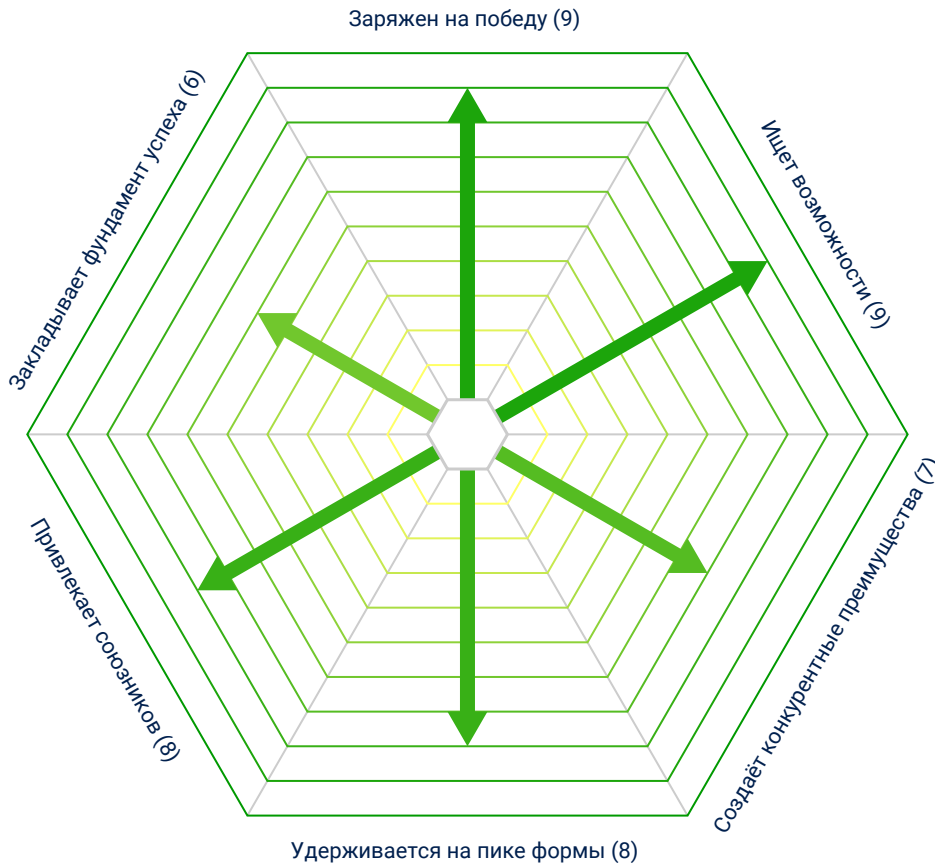 Заряжен на победу (9)
Ищет возможности (9)
Создаёт конкурентные преимущества (7)
Удерживается на пике формы (8)
Привлекает союзников (8)
Закладывает фундамент успеха (6)